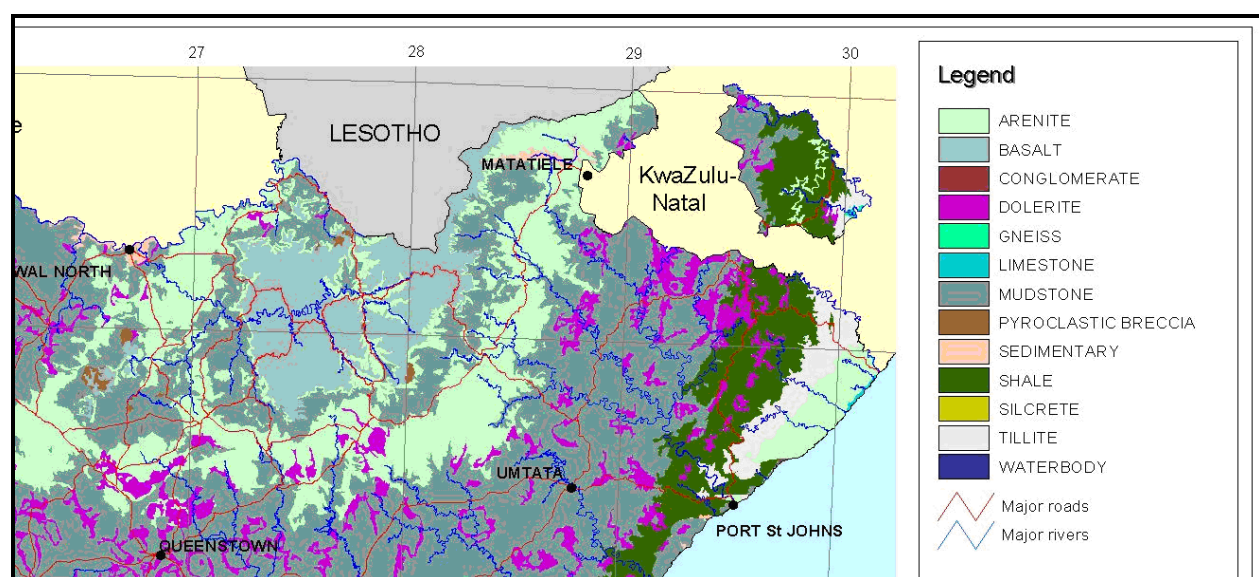 27 28 29 30
e
LESOTHO
MATATIELE
KwaZulu-
Natal
WAL NORTH
UMTATA
PORT St JOHNS
QUEENSTOWN
Legend
ARENITE
BASALT
CONGLOMERATE
DOLERITE
GNEISS
LIMESTONE
MUDSTONE
PYROCLASTIC BRECCIA
SEDIMENTARY
SHALE
SILCRETE
TILLITE
WATERBODY
Major roads
Major rivers